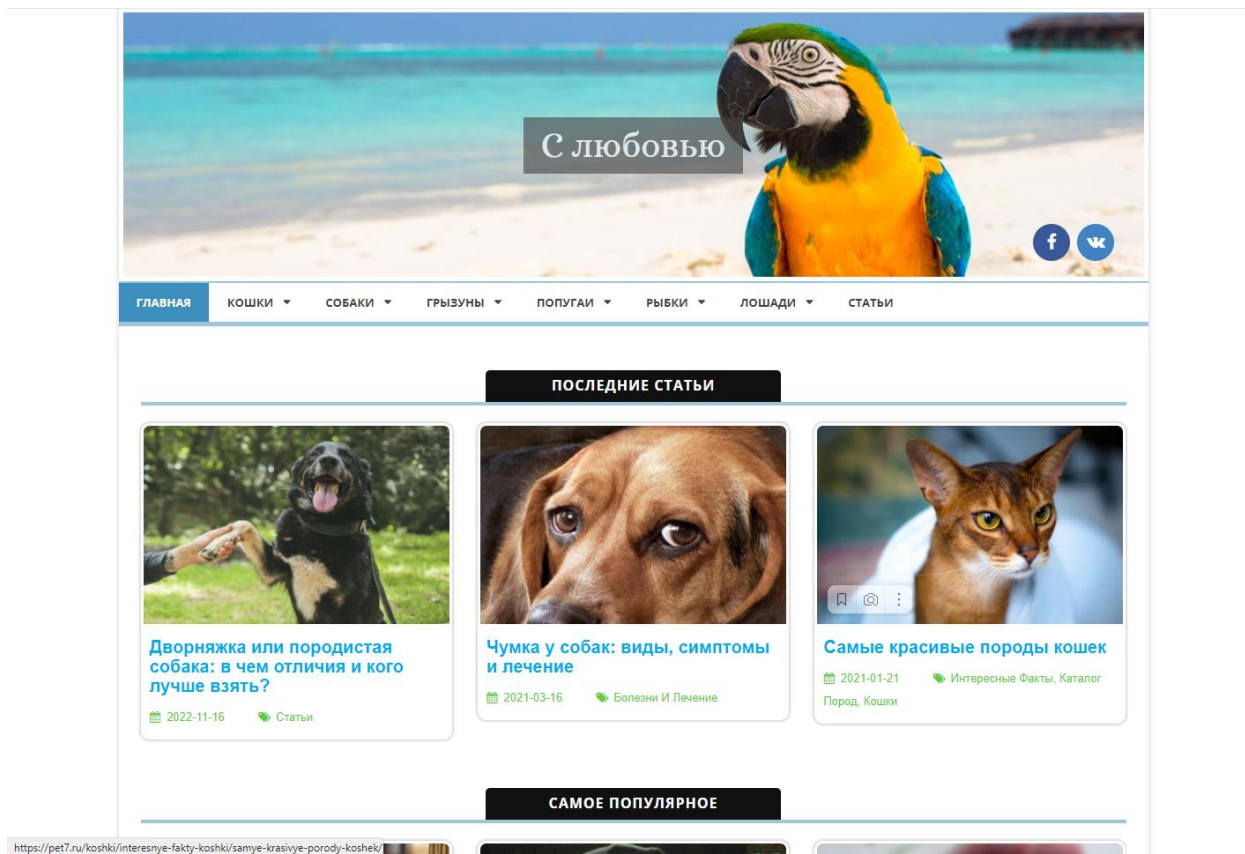 С любовью
ГЛАВНАЯ КОШКИ СОБАКИ ГРЫЗУНЫ ПОПУГАИ РЫБКИ ЛОШАДИ СТАТЬИ
ПОСЛЕДНИЕ СТАТЬИ
Дворняжка или породистая
собака: в чем отличия и кого
лучше взять?
2022-11-16 Статьи
Чумка у собак: виды, симптомы
и лечение
2021-03-16 Болезни И Лечение
Самые красивые породы кошек
2021-01-21 Интересные Факты, Каталог
Пород, Кошки
САМОЕ ПОПУЛЯРНОЕ
https://pet7.ru/koshki/interesnye-fakty-koshki/samye-krasivye-porody-koshek/